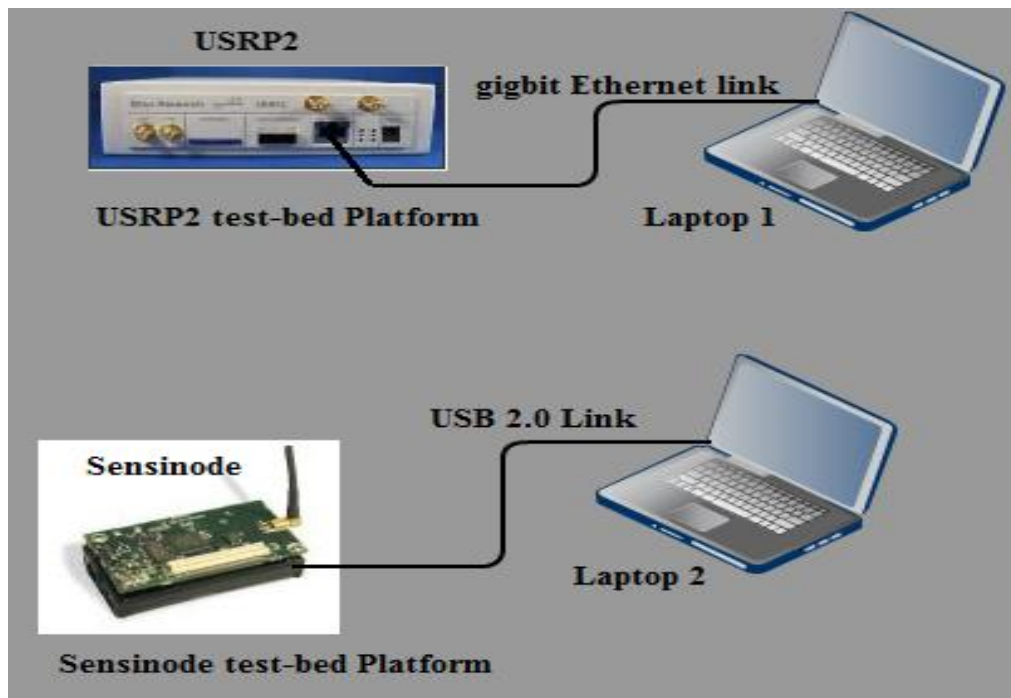 USRP2
gigbit Ethernet link
USRP2 test-bed Platform
Laptop 1
USB 2.0 Link
Sensinode
Laptop 2
Sensinode test-bed Platform